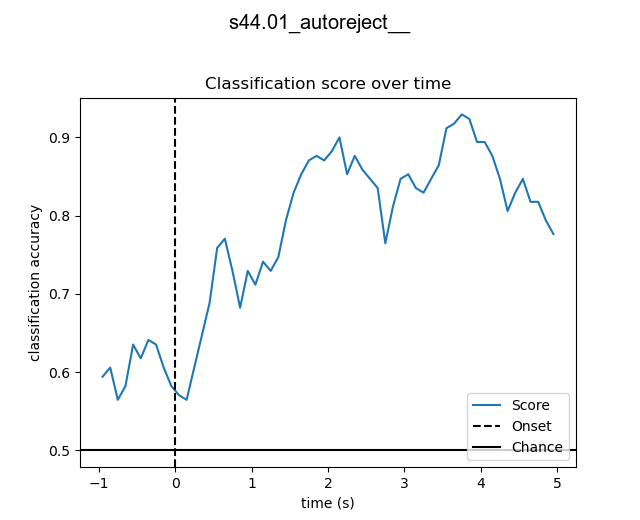 s44.01_autoreject__
Classification score over time
classification accuracy
0.9
0.8
0.7
0.6
0.5
Score
Onset
Chance
−1 0 1 2 3 4 5
time (s)